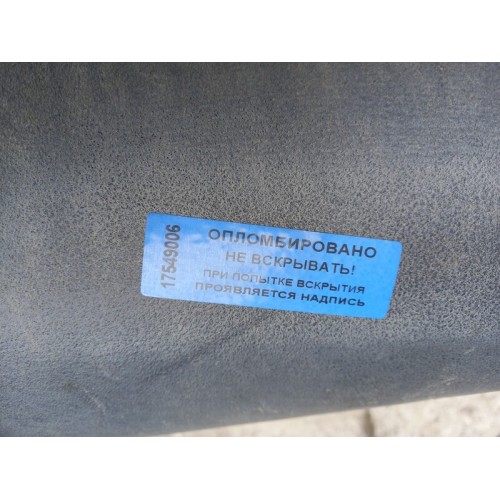 17549006
ОПЛОМБИРОВАНО
НЕ ВСКРЫВАТЬ!
ПРИ ПОПЫТКЕ ВСКРЫТИЯ
ПРОЯВЛЯЕТСЯ НАДПИСЬ